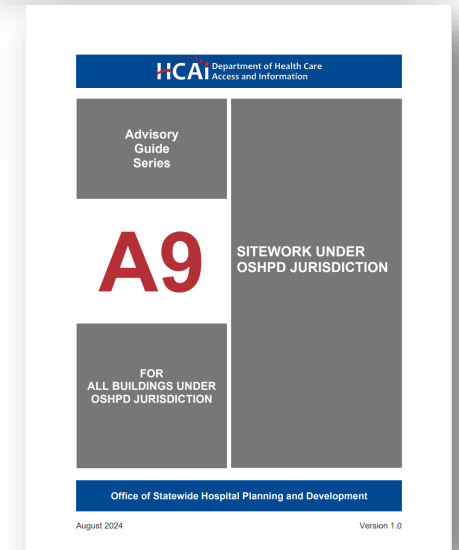 HCAi Department of Health Care
Access and Information
Advisory
Guide
Series
A9
SITEWORK UNDER
OSHPD JURISDICTION
FOR
ALL BUILDINGS UNDER
OSHPD JURISDICTION
Office of Statewide Hospital Planning and Development
August 2024
Version 1.0